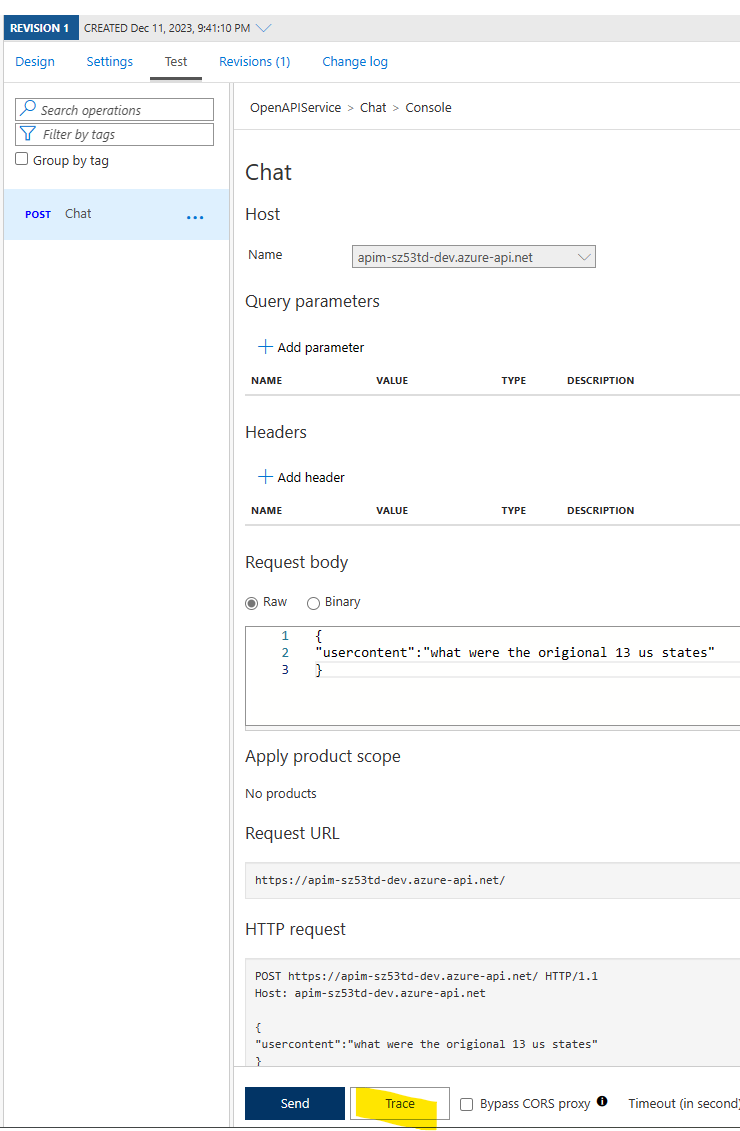 REVISION 1 CREATED Dec 11, 2023, 9:41:10 PM
Design Settings Test Revisions (1) Change log
Search operations
Filter by tags
Group by tag
POST Chat ...
OpenAPIService > Chat > Console
Chat
Host
Name apim-sz53td-dev.azure-api.net
Query parameters
+ Add parameter
NAME VALUE TYPE DESCRIPTION
Headers
+ Add header
NAME VALUE TYPE DESCRIPTION
Request body
Raw Binary
1 {
2 "usercontent":"what were the origional 13 us states"
3 }
Apply product scope
No products
Request URL
https://apim-sz53td-dev.azure-api.net/
HTTP request
POST https://apim-sz53td-dev.azure-api.net/ HTTP/1.1
Host: apim-sz53td-dev.azure-api.net
{
"usercontent":"what were the origional 13 us states"
}
Send Trace Bypass CORS proxy Timeout (in second)